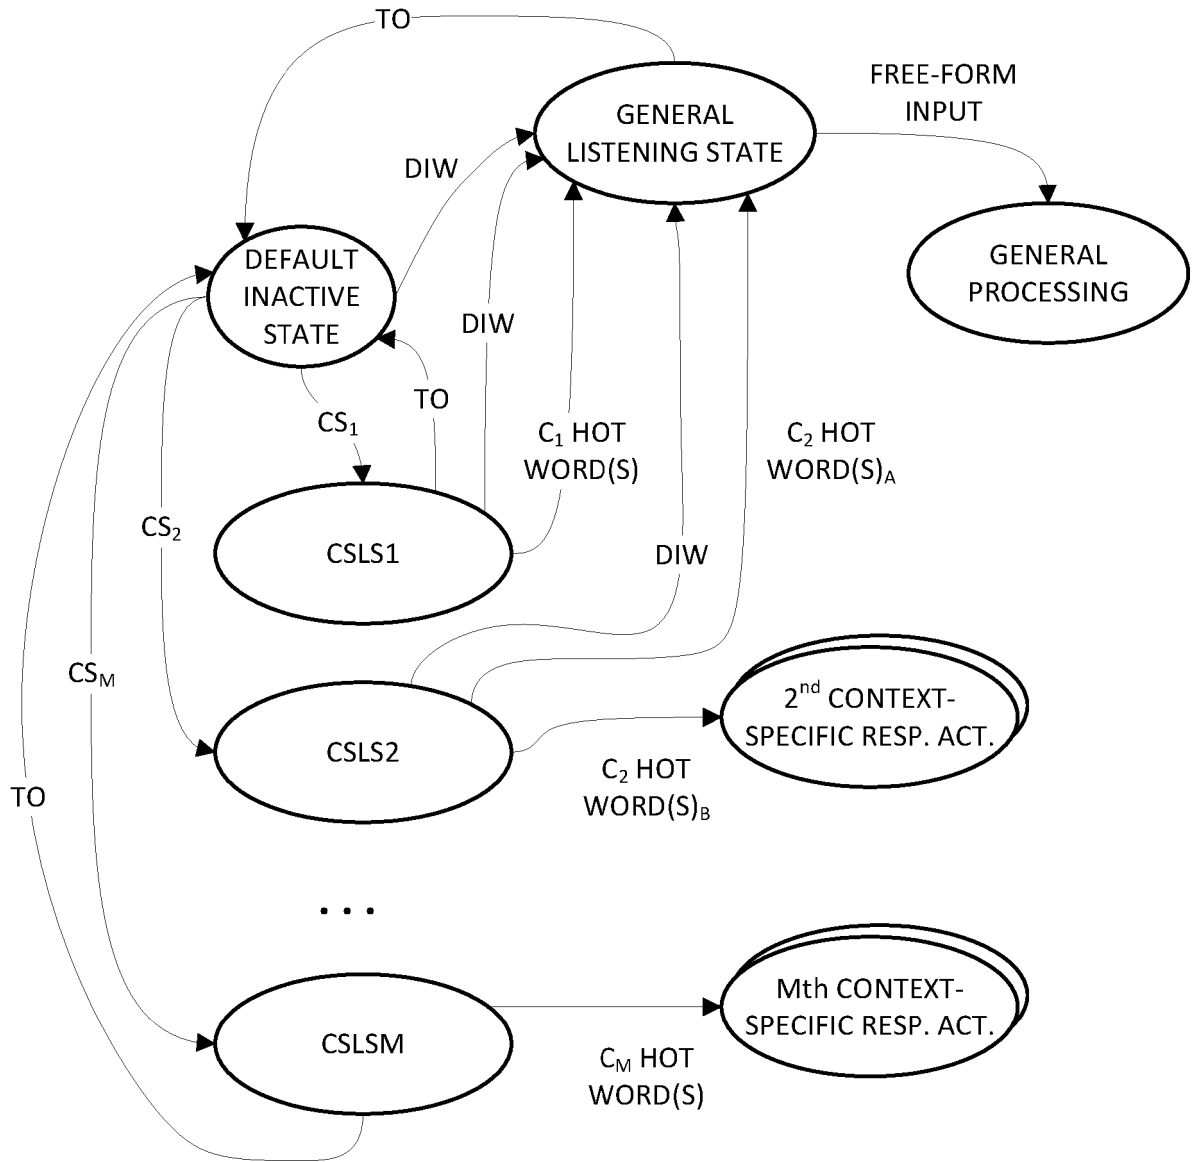 TO
GENERAL
LISTENING STATE
FREE-FORM
INPUT
DIW
DEFAULT
INACTIVE
STATE
GENERAL
PROCESSING
DIW
TO
CS₁
C₁ HOT
WORD(S)
C₂ HOT
WORD(S)A
CS₂
CSLS1
DIW
CSM
2nd CONTEXT-
SPECIFIC RESP. ACT.
CSLS2
C₂ HOT
WORD(S)B
TO
. . .
Mth CONTEXT-
SPECIFIC RESP. ACT.
CSLSM
CM HOT
WORD(S)